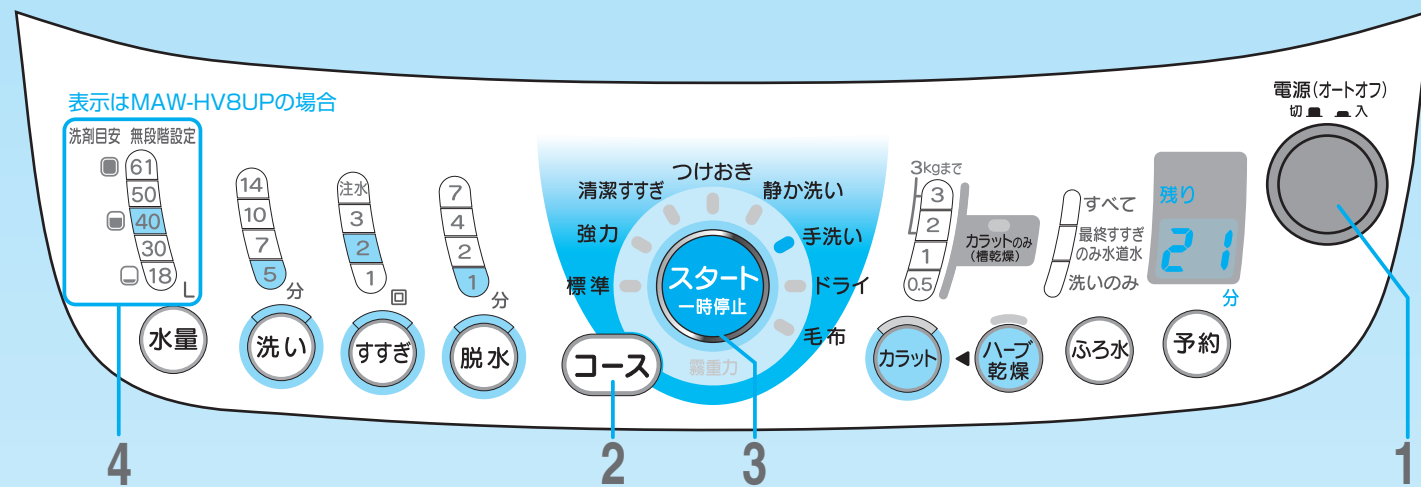 表示はMAW-HV8UPの場合
洗剤目安 無段階設定
61
50
40
30
18
L
水量
14
10
7
5
分
洗い
注水
3
2
1
回
すすぎ
7
4
2
1
分
脱水
つけおき
清潔すすぎ
静か洗い
強力
手洗い
標準
ドライ
毛布
スタート
一時停止
コース
霧重力
3kgまで
3
2
1
0.5
カラットのみ
(槽乾燥)
カラット
ハーブ
乾燥
すべて
最終すすぎ
のみ水道水
洗いのみ
ふろ水
残り
21
分
予約
電源(オートオフ)
切 入
4
2
3
1